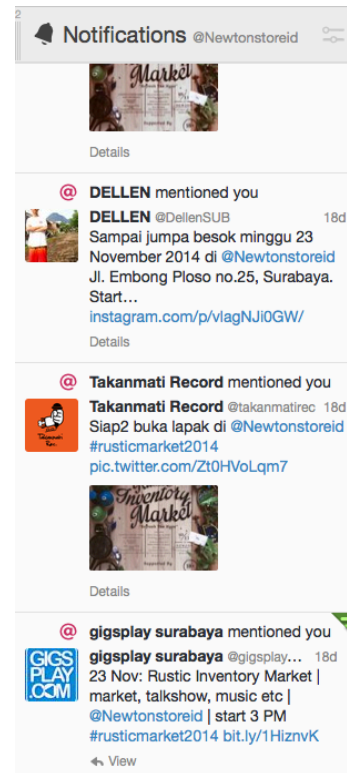 2
Notifications @Newtonstoreid
Market
Details
@ DELLEN mentioned you
DELLEN @DellenSUB 18d
Sampai jumpa besok minggu 23
November 2014 di @Newtonstoreid
Jl. Embong Ploso no.25, Surabaya.
Start…
instagram.com/p/vlagNJi0GW/
Details
@ Takanmati Record mentioned you
Takanmati Record @takanmatirec 18d
Siap2 buka lapak di @Newtonstoreid
#rusticmarket2014
pic.twitter.com/Zt0HVoLqm7
Takanmati
Rec.
Inventory
Market
Details
@ gigsplay surabaya mentioned you
gigsplay surabaya @gigsplay... 18d
GIGS
PLAY
.COM
23 Nov: Rustic Inventory Market |
market, talkshow, music etc |
@Newtonstoreid | start 3 PM
#rusticmarket2014 bit.ly/1HiznvK
View